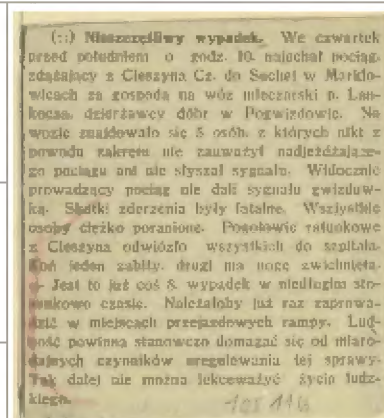 (::) Nieszczęśliwy wypadek. We czwartek
przed południem o godz. 10. najechał pociąg,
zdążający z Cieszyna Cz. do Suchej w Marklo-
wicach za gospodą na wóz mleczarski p. Lan-
dzierżawcy dóbr w Pogwizdowie. Na
wozie znajdowało się 5 osób, z których nikt z
powodu zakrętu nie zauważył nadjeżdżające-
go pociągu ani nie słyszał sygnału. Widocznie
prowadzący pociąg nie dali sygnału gwizdaw-
ką. Skutki zderzenia były fatalne. Wszystkie
osoby ciężko poranione. Pogotowie ratunkowe
z Cieszyna odwiozło wszystkich do szpitala.
Koń jeden zabity, drugi ma nogę zwichniętą.
— Jest to już coś 8. wypadek w niedługim sto-
sunkowo czasie. Należałoby już raz zaprowa-
dzić w miejscach przejazdowych rampy. Lud-
ność powinna stanowczo domagać się od miaro-
dajnych czynników uregulowania tej sprawy.
Tak dalej nie można lekceważyć życia ludz-
kiego.